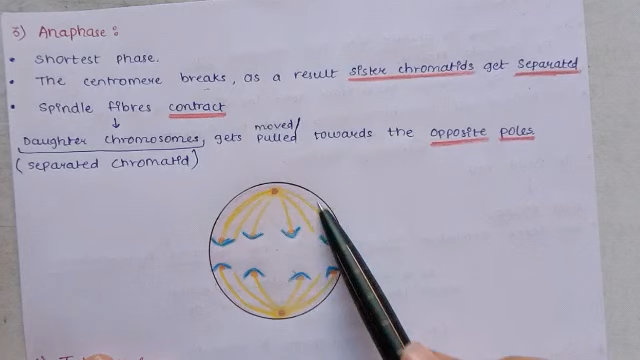 3) Anaphase :
• Shortest phase.
• The centromere breaks, as a result sister chromatids get separated
• Spindle fibres contract
moved/
Daughter chromosomes, gets pulled towards the opposite poles
(separated chromatid)